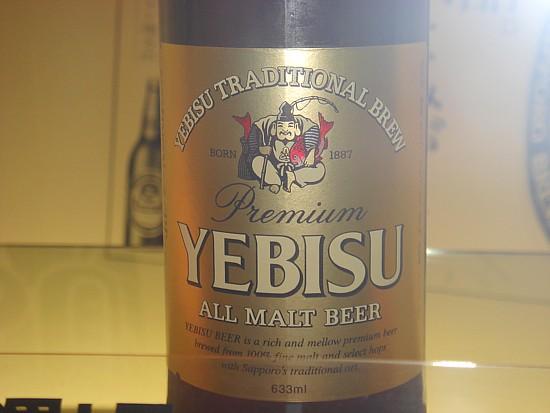 YEBISU TRADITIONAL BREW
BORN 1887
Premium
YEBISU
ALL MALT BEER
YEBISU BEER is a rich and mellow premium beer
brewed from 100% fine malt and select hops
with Sapporo's traditional art.
633ml